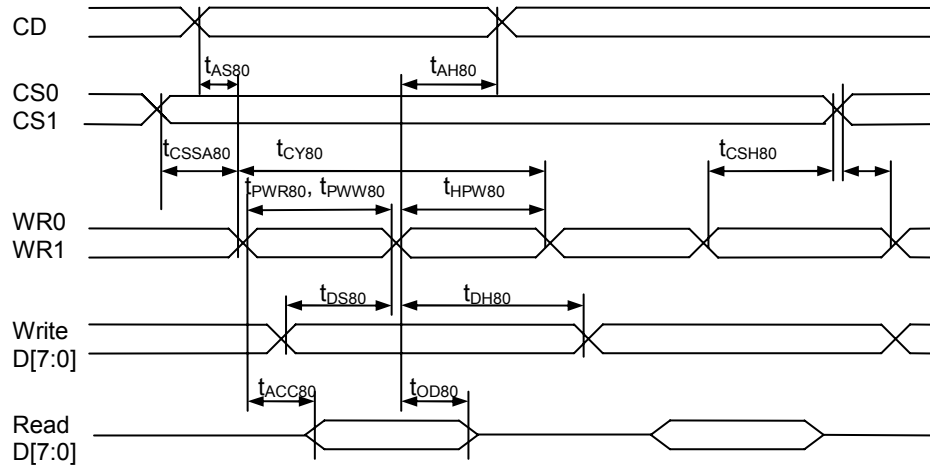 CD
tAS80 tAH80
CS0
CS1
tCSSA80 tCY80 tCSH80
tPWR80, tPWW80 tHPW80
WR0
WR1
tDS80 tDH80
Write
D[7:0]
tACC80 tOD80
Read
D[7:0]